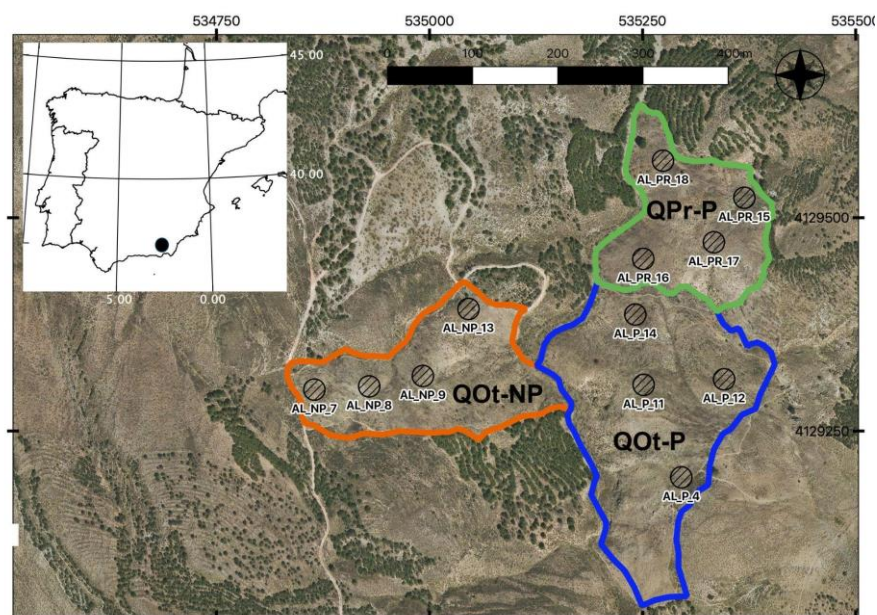 534750 535000 535250 535500
0 100 200 300 400 m
45 00
40 00
5 00 0 00
4129500
4129250
AL_PR_18
AL_PR_15
QPr-P
AL_PR_17
AL_PR_16
AL_NP_13
AL_P_14
AL_NP_7
AL_NP_8
AL_NP_9
QOt-NP
AL_P_11
AL_P_12
QOt-P
AL_P_4